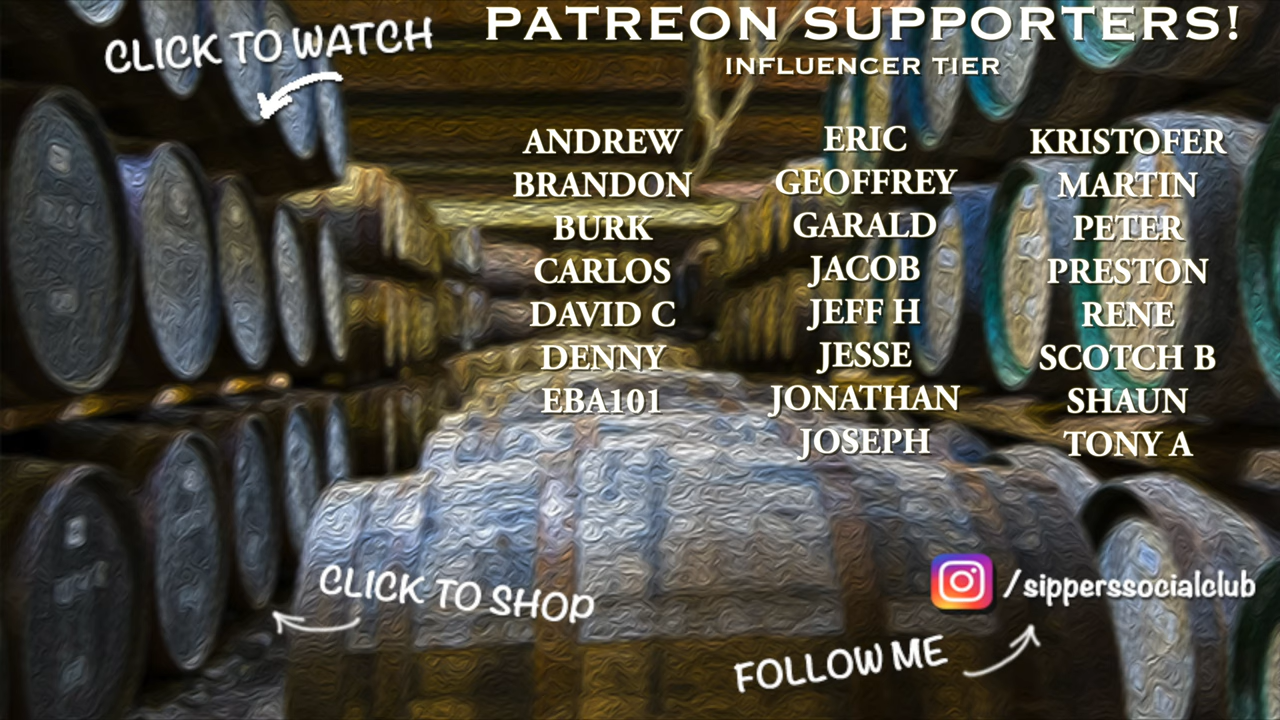 CLICK TO WATCH
PATREON SUPPORTERS!
INFLUENCER TIER
ANDREW
BRANDON
BURK
CARLOS
DAVID C
DENNY
EBA101
ERIC
GEOFFREY
GARALD
JACOB
JEFF H
JESSE
JONATHAN
JOSEPH
KRISTOFER
MARTIN
PETER
PRESTON
RENE
SCOTCH B
SHAUN
TONY A
CLICK TO SHOP
/sipperssocialclub
FOLLOW ME